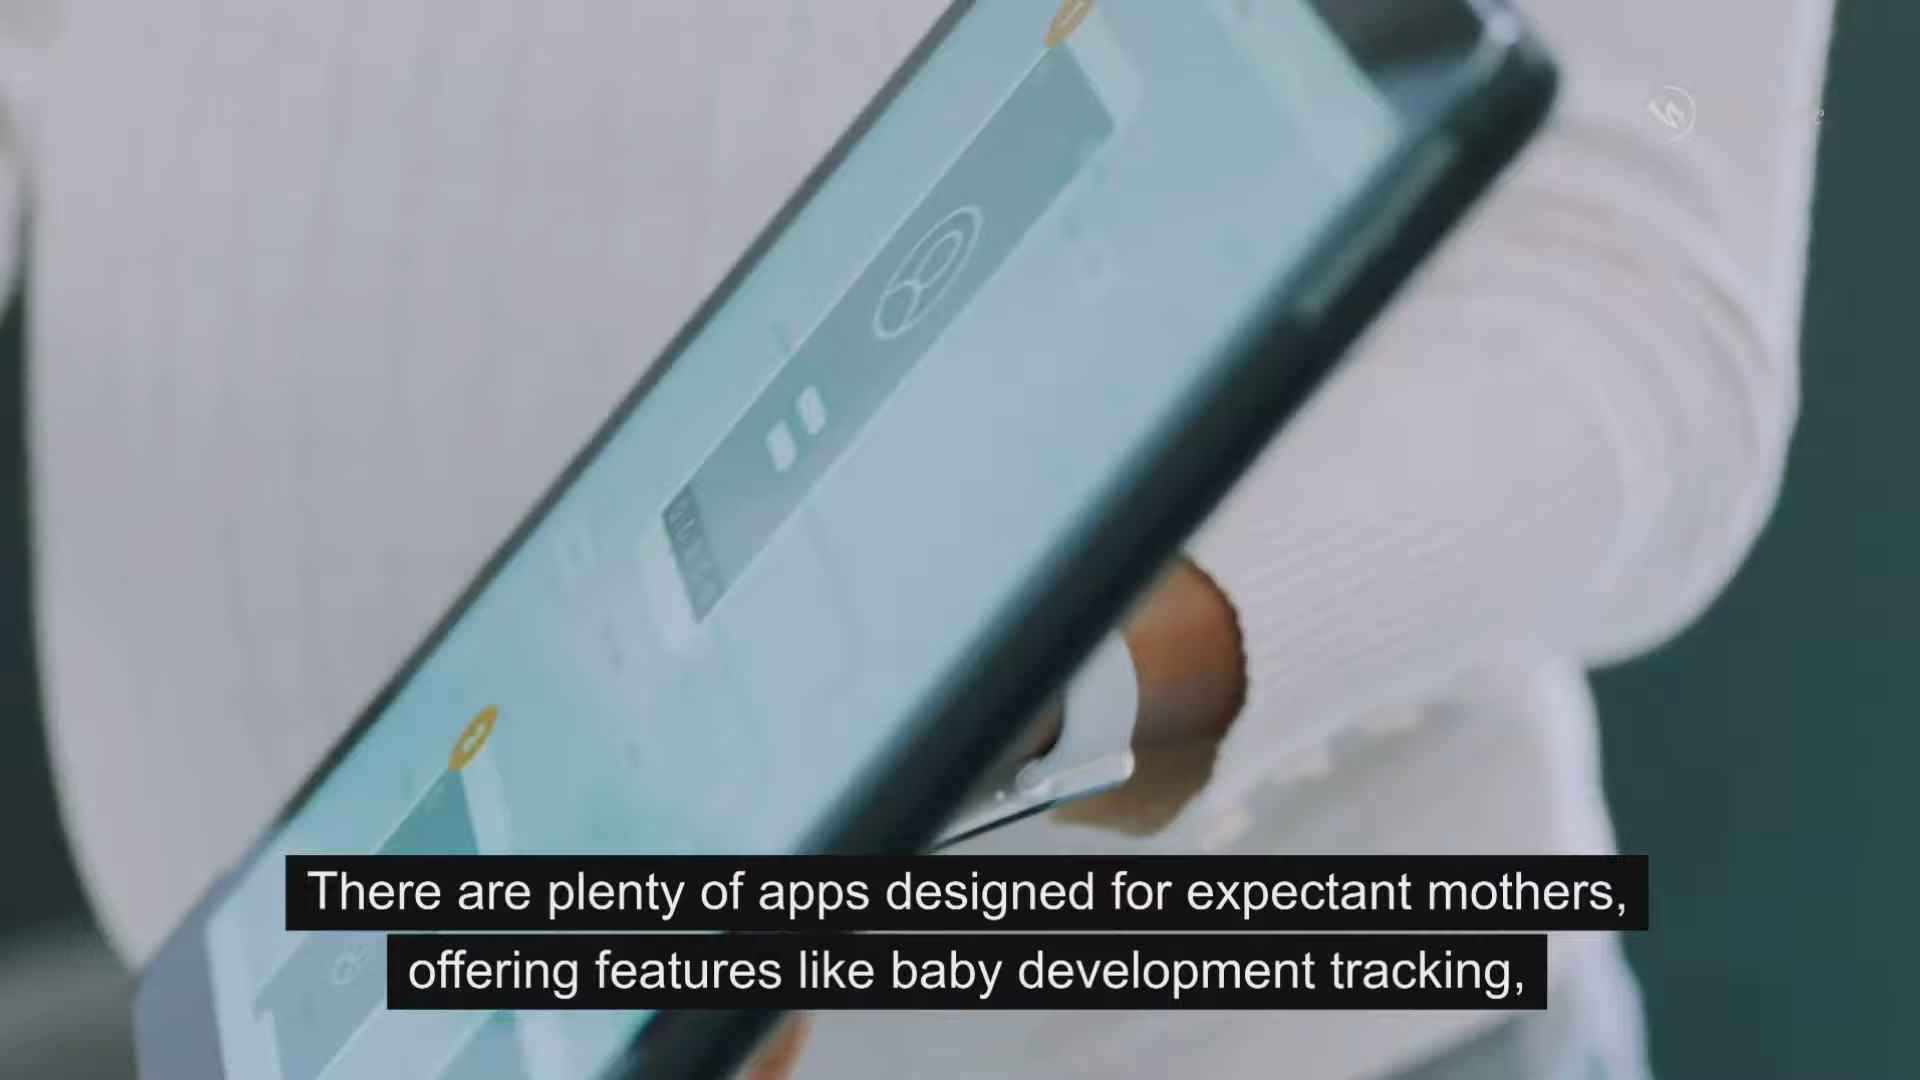 There are plenty of apps designed for expectant mothers,
offering features like baby development tracking,